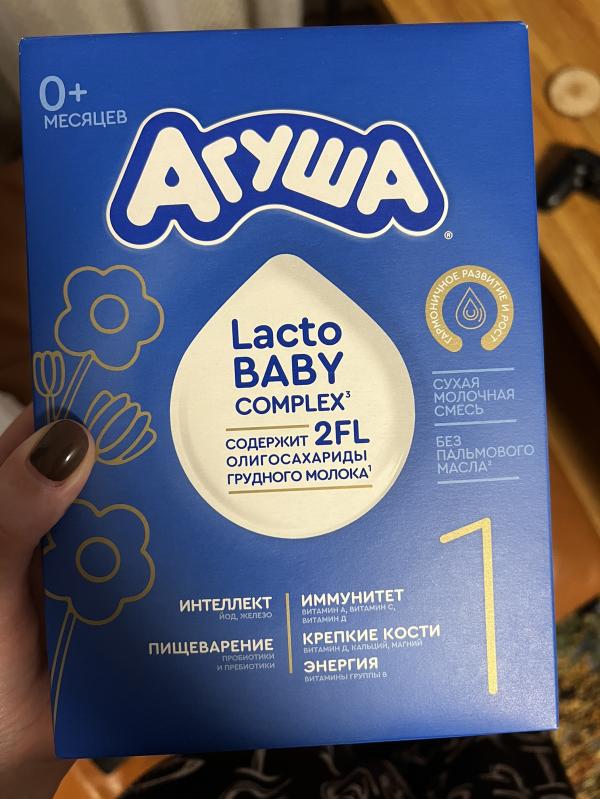 0+
МЕСЯЦЕВ
АГУША
®
ГАРМОНИЧНОЕ РАЗВИТИЕ И РОСТ
Lacto
BABY
COMPLEX³
СОДЕРЖИТ 2FL
ОЛИГОСАХАРИДЫ
ГРУДНОГО МОЛОКА¹
СУХАЯ
МОЛОЧНАЯ
СМЕСЬ
БЕЗ
ПАЛЬМОВОГО
МАСЛА²
1
ИНТЕЛЛЕКТ
ЙОД, ЖЕЛЕЗО
ПИЩЕВАРЕНИЕ
ПРОБИОТИКИ
И ПРЕБИОТИКИ
ИММУНИТЕТ
ВИТАМИН А, ВИТАМИН С,
ВИТАМИН Д
КРЕПКИЕ КОСТИ
ВИТАМИН Д, КАЛЬЦИЙ, МАГНИЙ
ЭНЕРГИЯ
ВИТАМИНЫ ГРУППЫ В